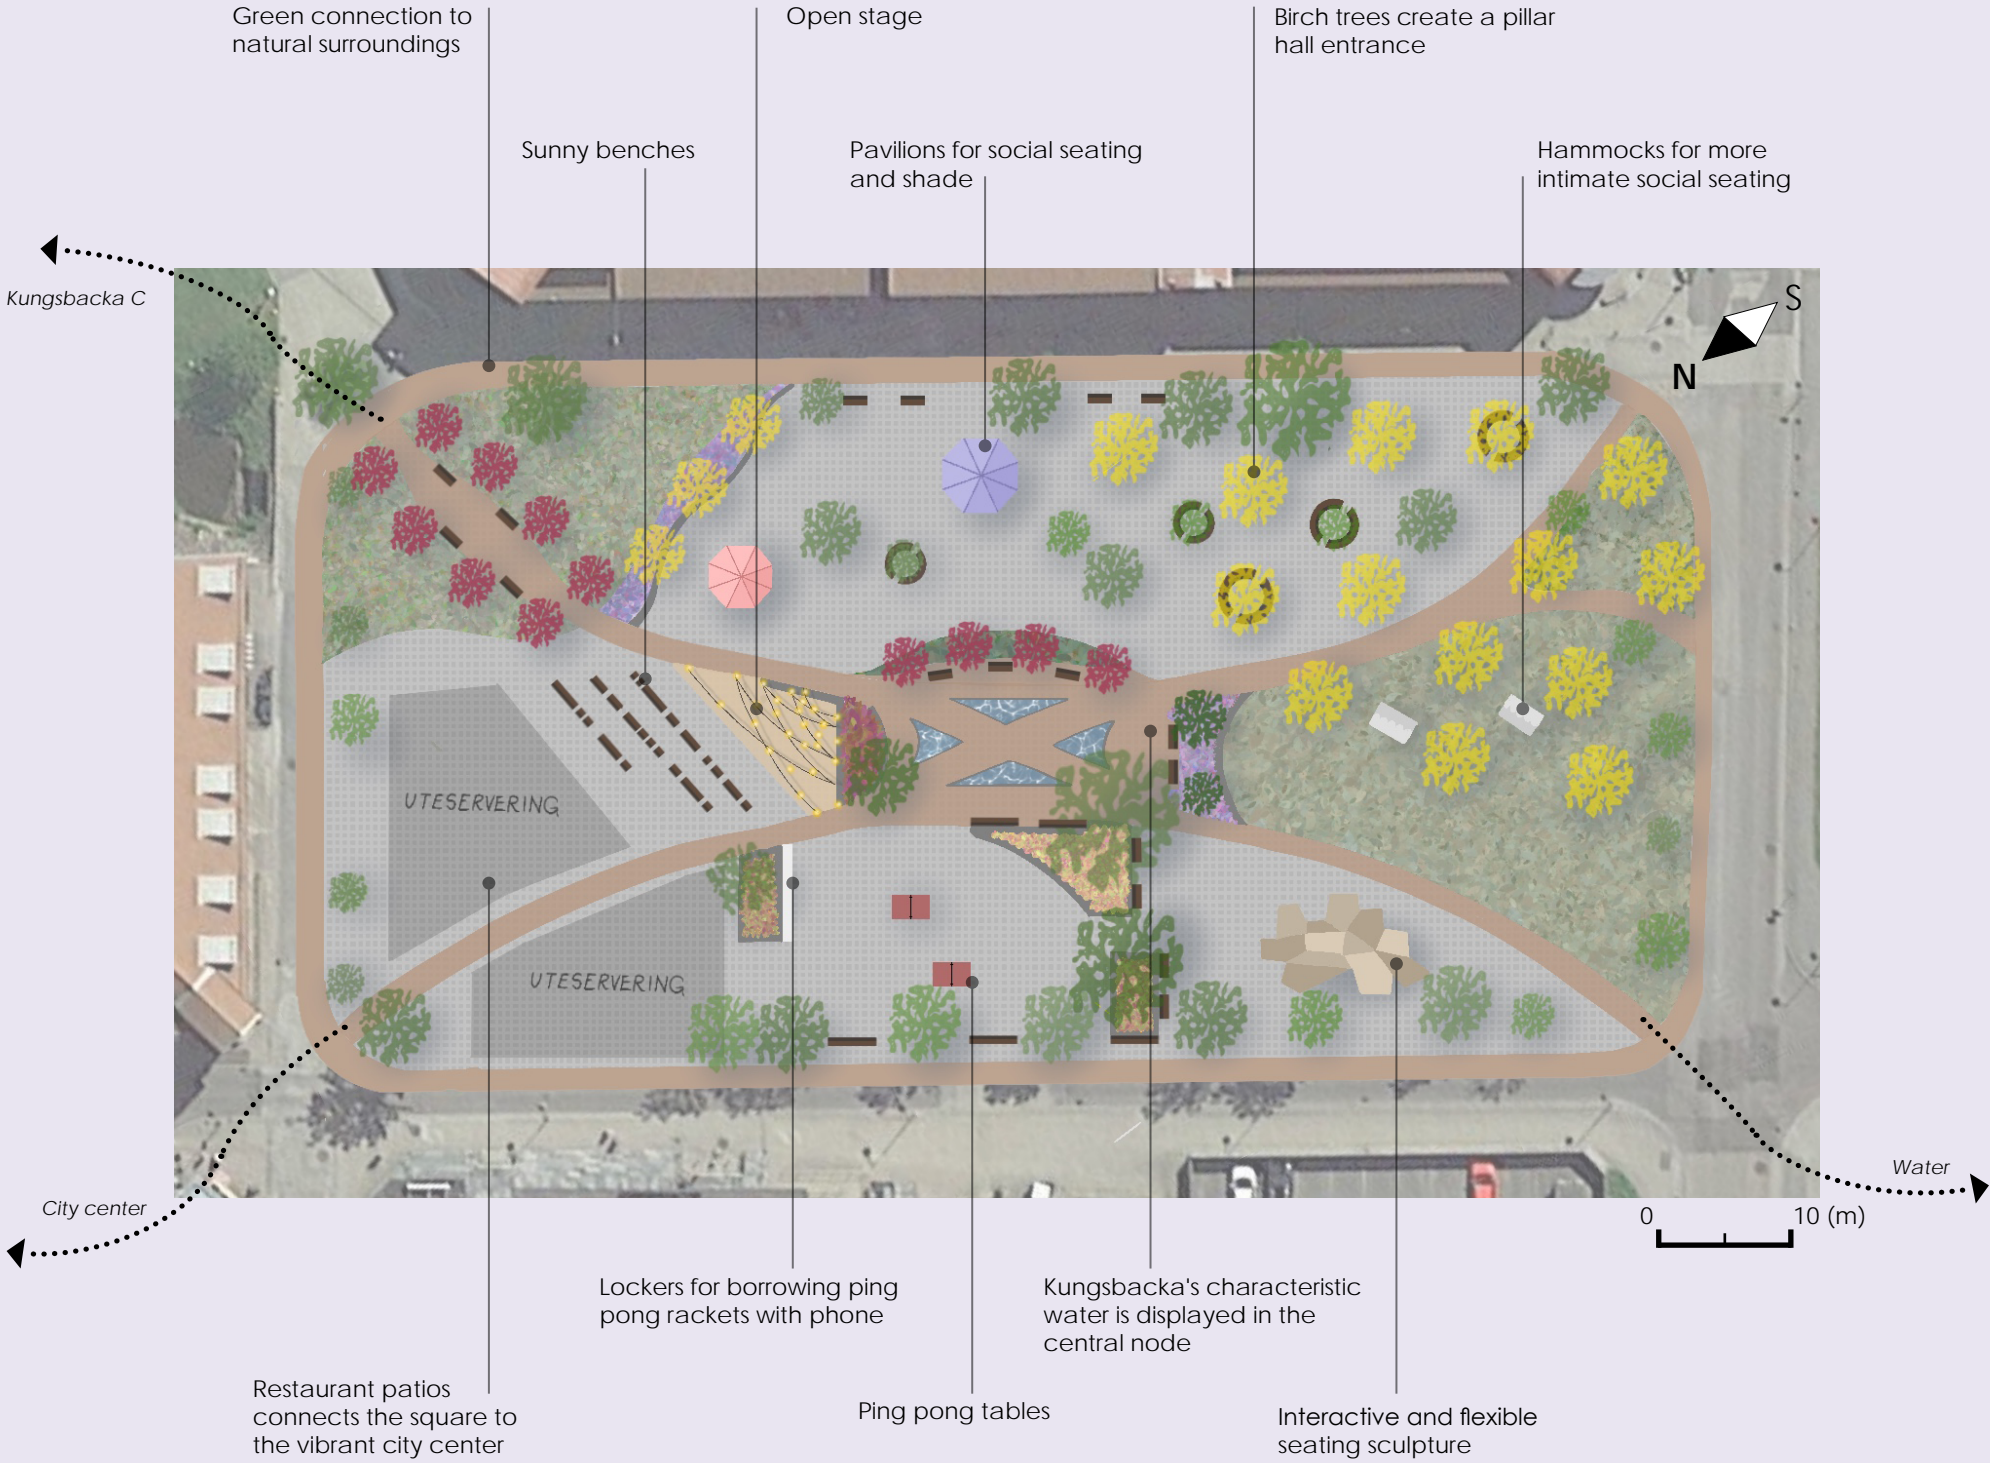 Green connection to
natural surroundings
Open stage
Birch trees create a pillar
hall entrance
Sunny benches
Pavilions for social seating
and shade
Hammocks for more
intimate social seating
Kungsbacka C
S
N
UTESERVERING
UTESERVERING
City center
Water
0 10 (m)
Lockers for borrowing ping
pong rackets with phone
Kungsbacka's characteristic
water is displayed in the
central node
Restaurant patios
connects the square to
the vibrant city center
Ping pong tables
Interactive and flexible
seating sculpture